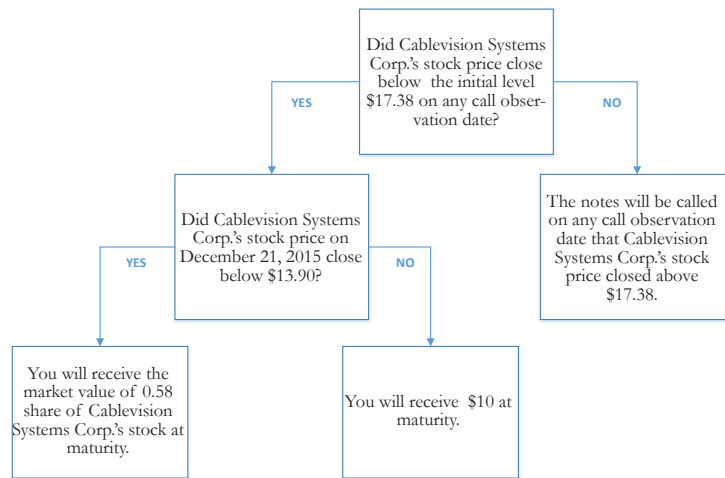 Did Cablevision Systems
Corp.'s stock price close
below the initial level
$17.38 on any call obser-
vation date?
YES
NO
Did Cablevision Systems
Corp.'s stock price on
December 21, 2015 close
below $13.90?
The notes will be called
on any call observation
date that Cablevision
Systems Corp.'s stock
price closed above
$17.38.
YES
NO
You will receive the
market value of 0.58
share of Cablevision
Systems Corp.'s stock at
maturity.
You will receive $10 at
maturity.